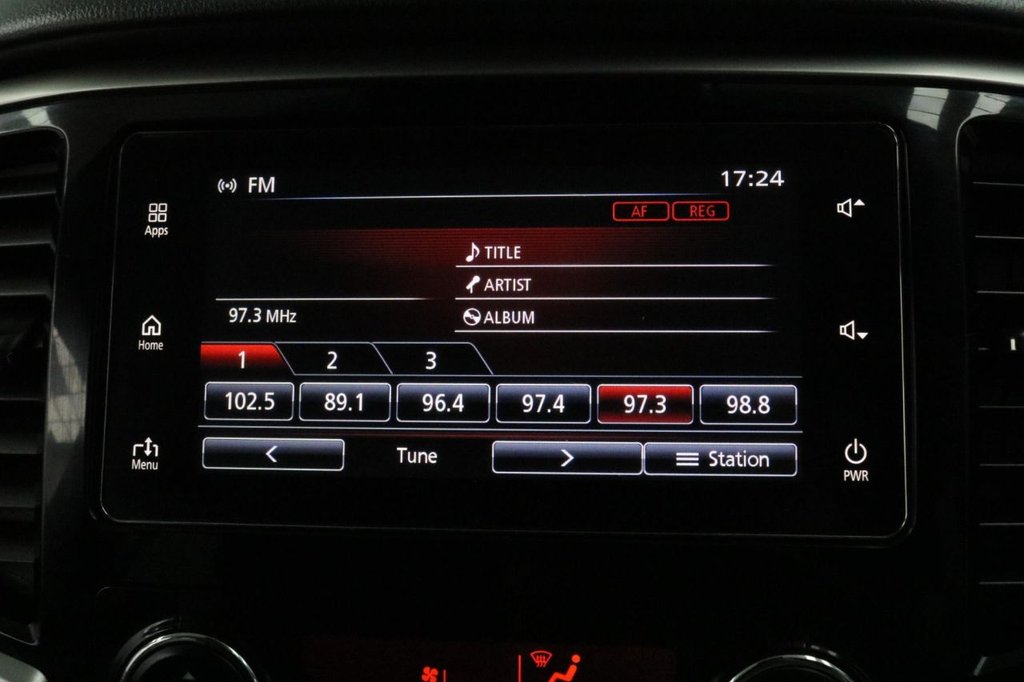 FM 17:24
AF REG
Apps
TITLE
ARTIST
97.3 MHz ALBUM
Home
1 2 3
102.5 89.1 96.4 97.4 97.3 98.8
Menu < Tune > Station
PWR